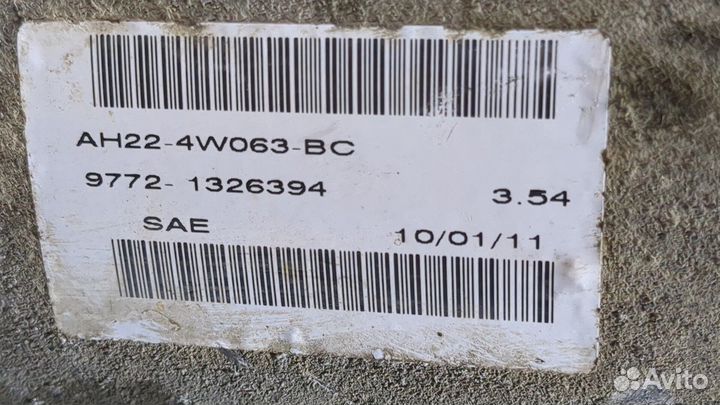 AH22-4W063-BC
9772- 1326394 3.54
SAE 10/01/11
Avito